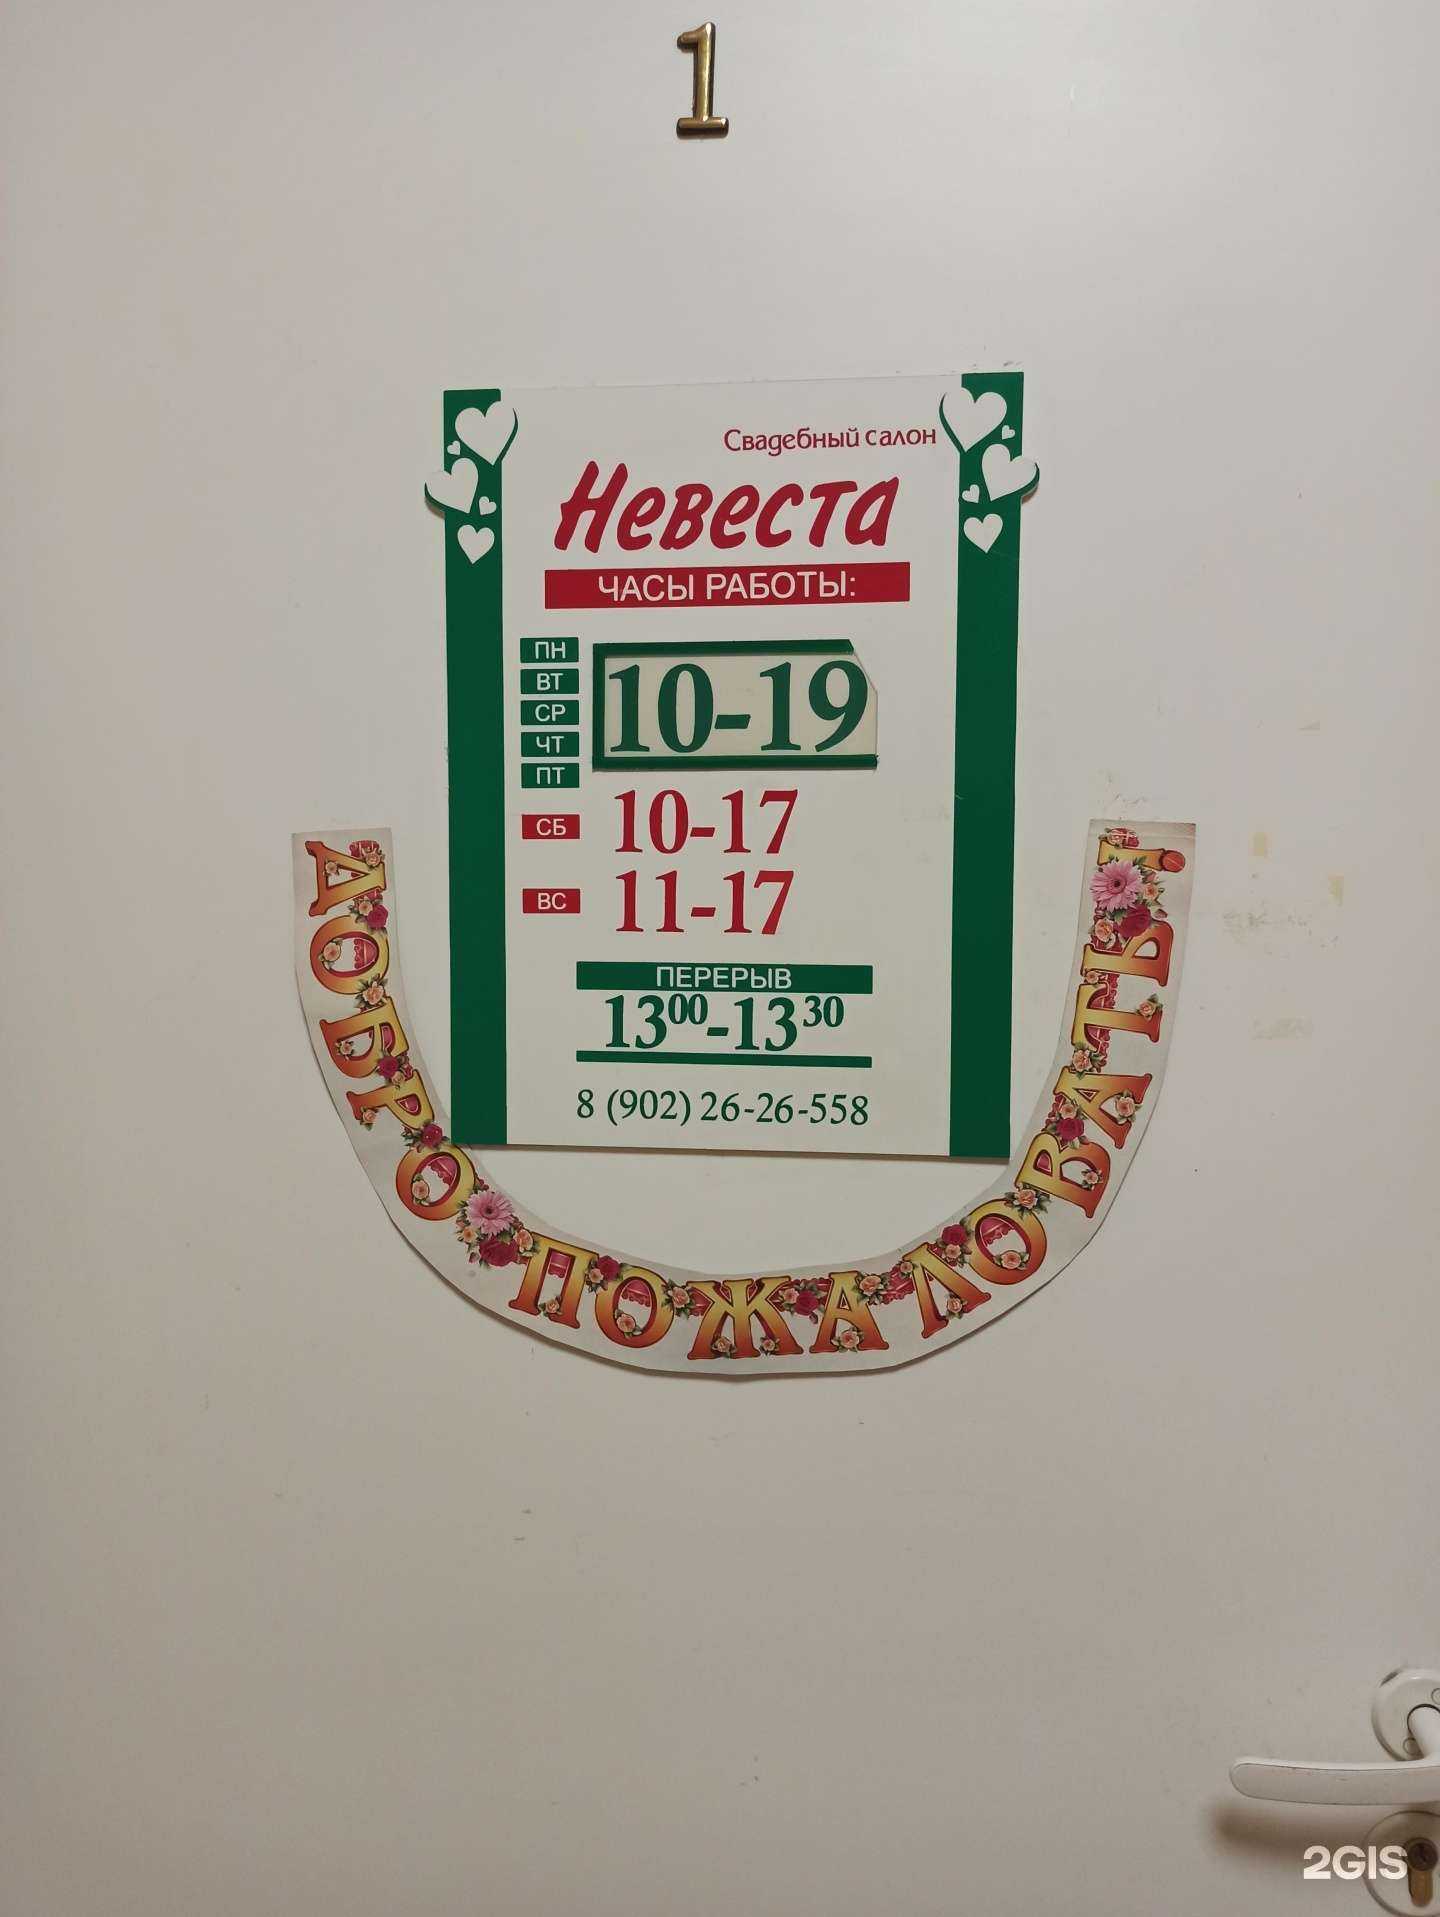 1
Свадебный салон
Невеста
ЧАСЫ РАБОТЫ:
ПН
ВТ
СР
ЧТ
ПТ
10-19
СБ 10-17
ВС 11-17
ПЕРЕРЫВ
13⁰⁰-13³⁰
8 (902) 26-26-558
ДОБРО ПОЖАЛОВАТЬ!
2GIS